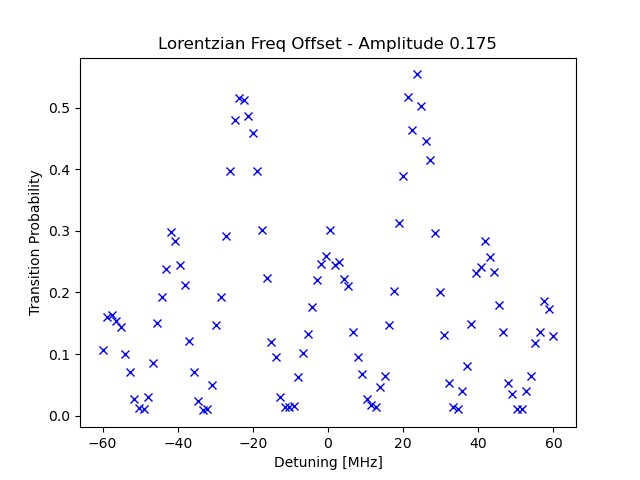 Lorentzian Freq Offset - Amplitude 0.175
Transition Probability
0.5
0.4
0.3
0.2
0.1
0.0
−60 −40 −20 0 20 40 60
Detuning [MHz]